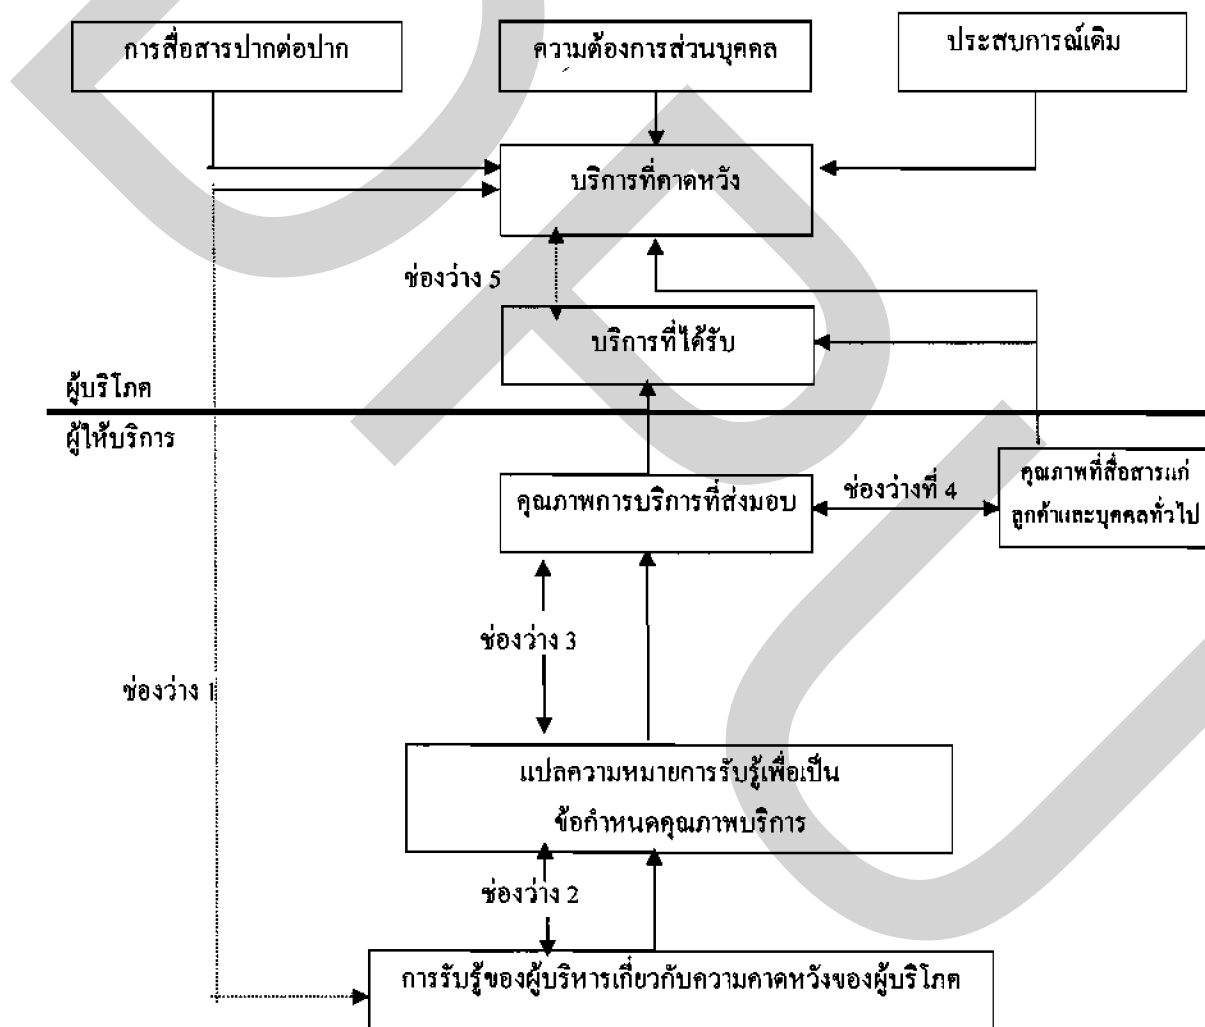 การสื่อสารปากต่อปาก
ความต้องการส่วนบุคคล
ประสบการณ์เดิม
บริการที่คาดหวัง
ช่องว่าง 5
บริการที่ได้รับ
ผู้บริโภค
ผู้ให้บริการ
คุณภาพการบริการที่ส่งมอบ
ช่องว่างที่ 4
คุณภาพที่สื่อสารแก่
ลูกค้าและบุคคลทั่วไป
ช่องว่าง 3
ช่องว่าง 1
แปลความหมายการรับรู้เพื่อเป็น
ข้อกำหนดคุณภาพบริการ
ช่องว่าง 2
การรับรู้ของผู้บริหารเกี่ยวกับความคาดหวังของผู้บริโภค